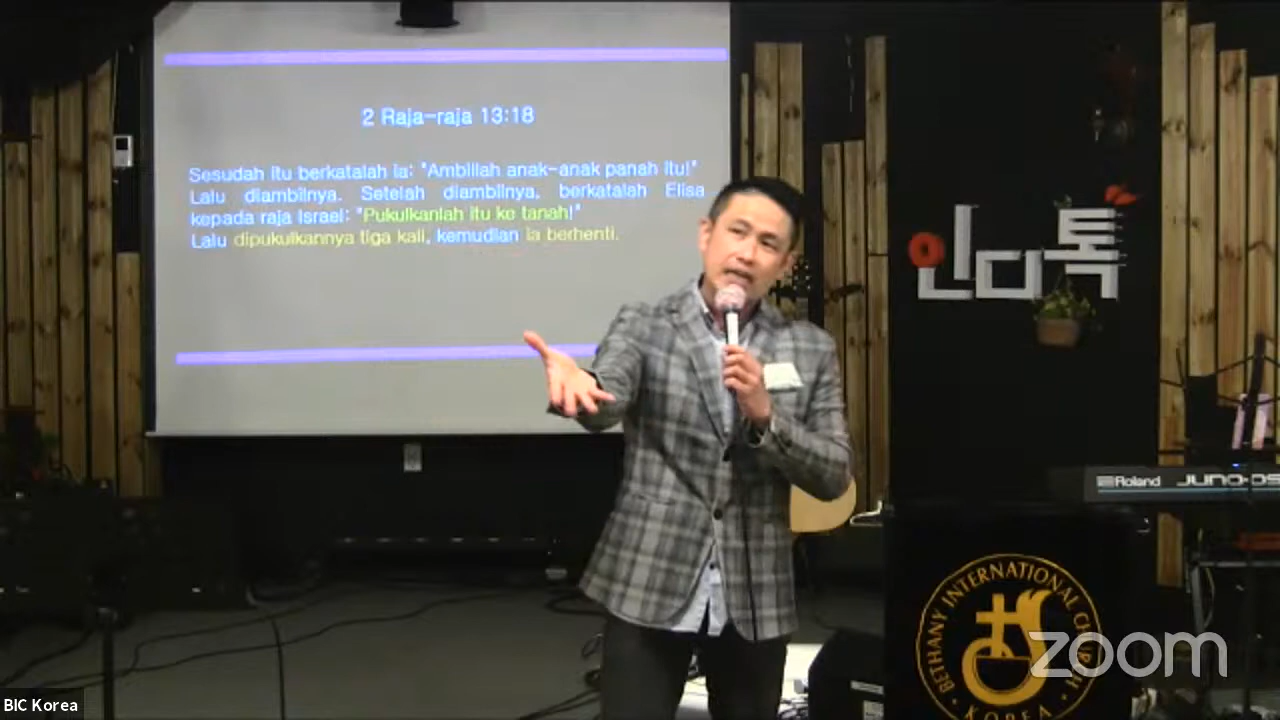 2 Raja-raja 13:18
Sesudah itu berkatalah ia: "Ambillah anak-anak panah itu!"
Lalu diambilnya. Setelah diambilnya, berkatalah Elisa
kepada raja Israel: "Pukulkanlah itu ke tanah!"
Lalu dipukulkannya tiga kali, kemudian ia berhenti.
인디톡
Roland JUNO-DS
BETHANY INTERNATIONAL CHURCH
KOREA
zoom
BIC Korea